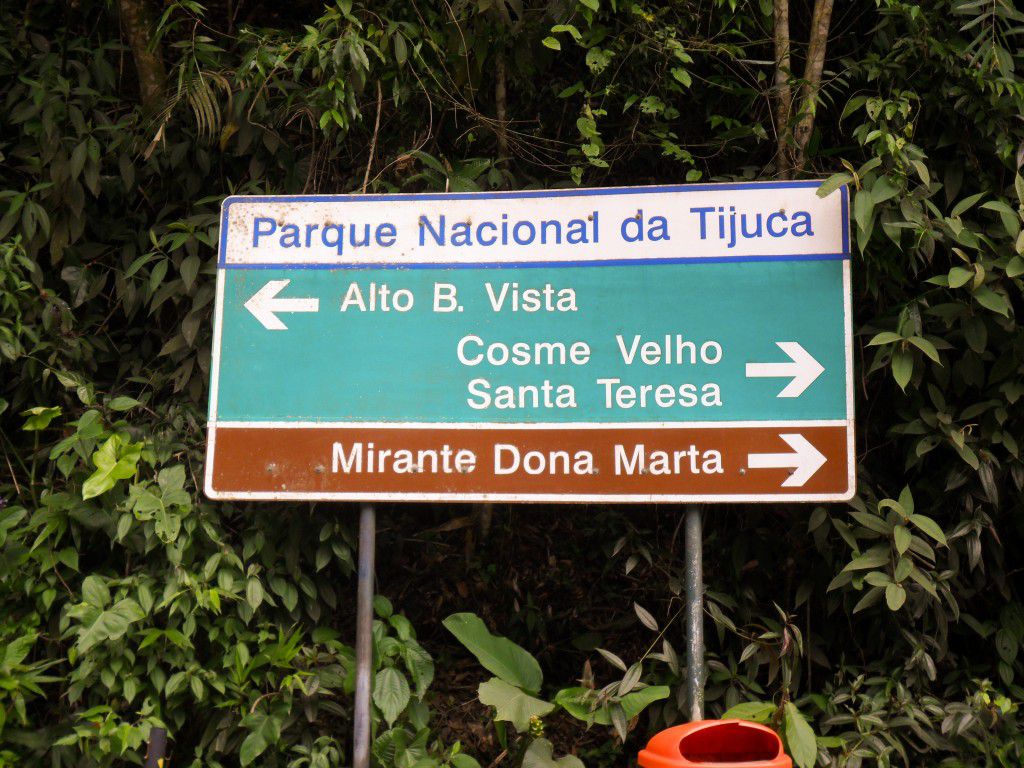 Parque Nacional da Tijuca
Alto B. Vista
Cosme Velho
Santa Teresa
Mirante Dona Marta